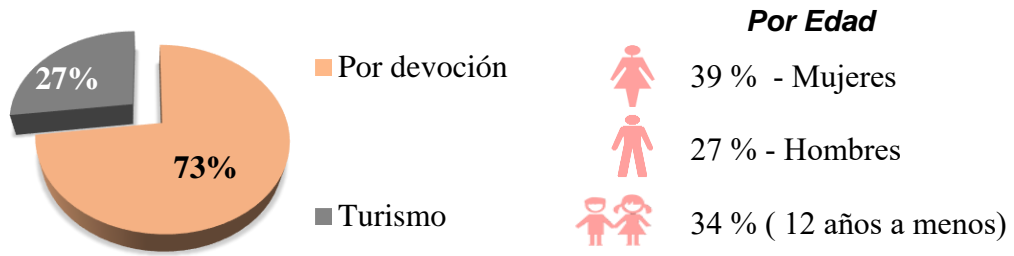 27%
73%
Por devoción
Turismo
Por Edad
39 % - Mujeres
27 % - Hombres
34 % ( 12 años a menos)